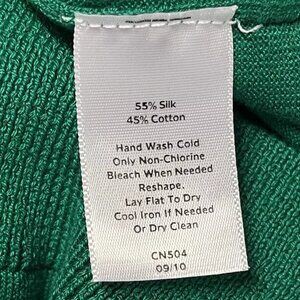 55% Silk
45% Cotton
Hand Wash Cold
Only Non-Chlorine
Bleach When Needed
Reshape.
Lay Flat To Dry
Cool Iron If Needed
Or Dry Clean
CN504
09/10